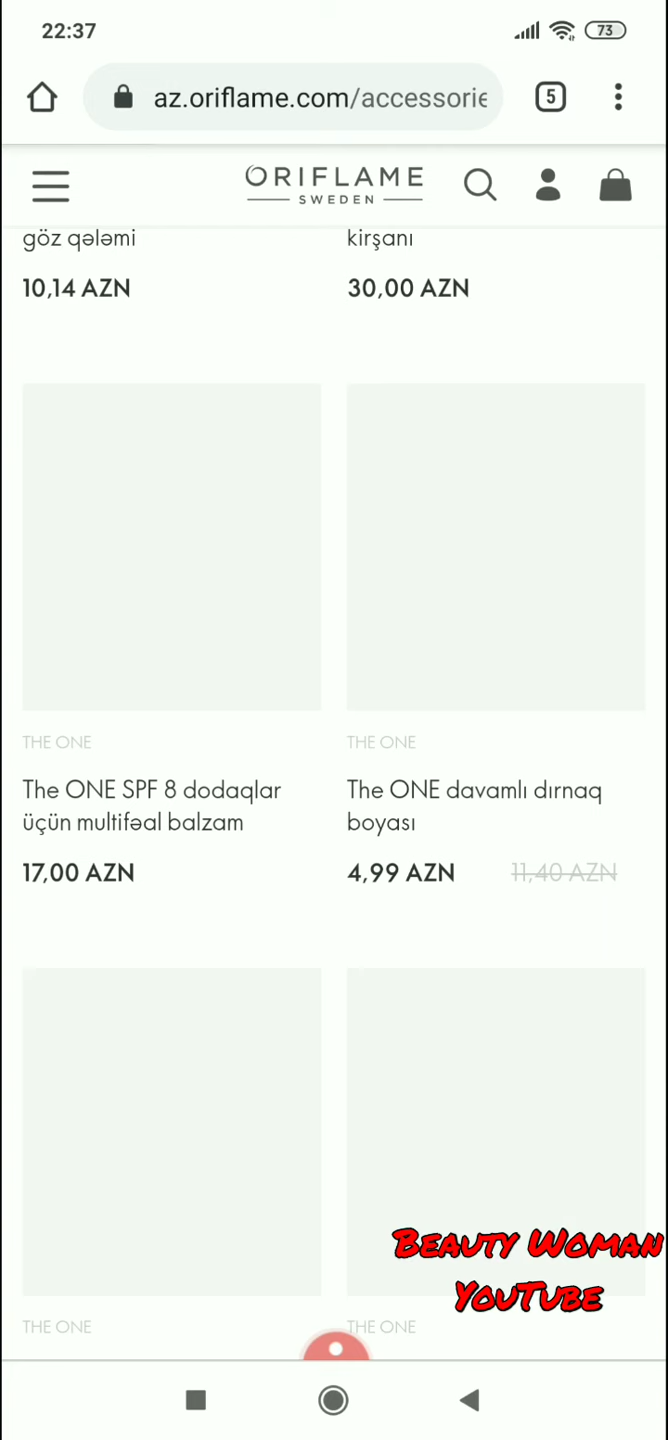 22:37
73
az.oriflame.com/accessorie
5
ORIFLAME
SWEDEN
göz qələmi
kirşanı
10,14 AZN
30,00 AZN
THE ONE
THE ONE
The ONE SPF 8 dodaqlar
üçün multifəal balzam
The ONE davamlı dırnaq
boyası
17,00 AZN
4,99 AZN 11,40 AZN
BEAUTY WOMAN
YOUTUBE
THE ONE
THE ONE